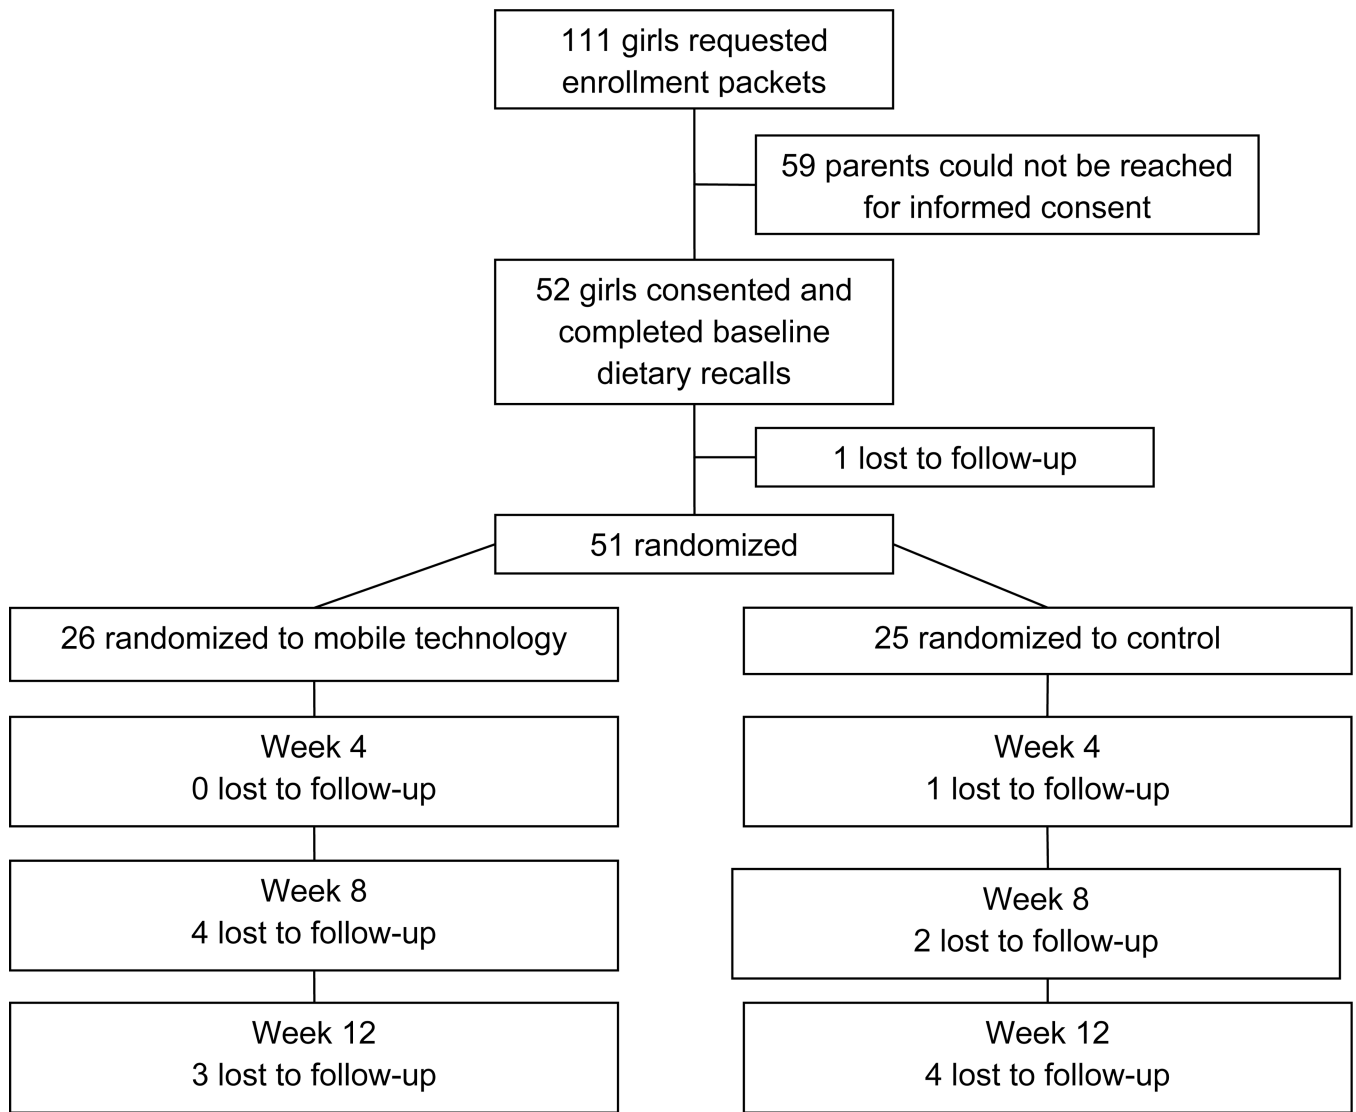 111 girls requested
enrollment packets
59 parents could not be reached
for informed consent
52 girls consented and
completed baseline
dietary recalls
1 lost to follow-up
51 randomized
26 randomized to mobile technology
25 randomized to control
Week 4
0 lost to follow-up
Week 4
1 lost to follow-up
Week 8
4 lost to follow-up
Week 8
2 lost to follow-up
Week 12
3 lost to follow-up
Week 12
4 lost to follow-up